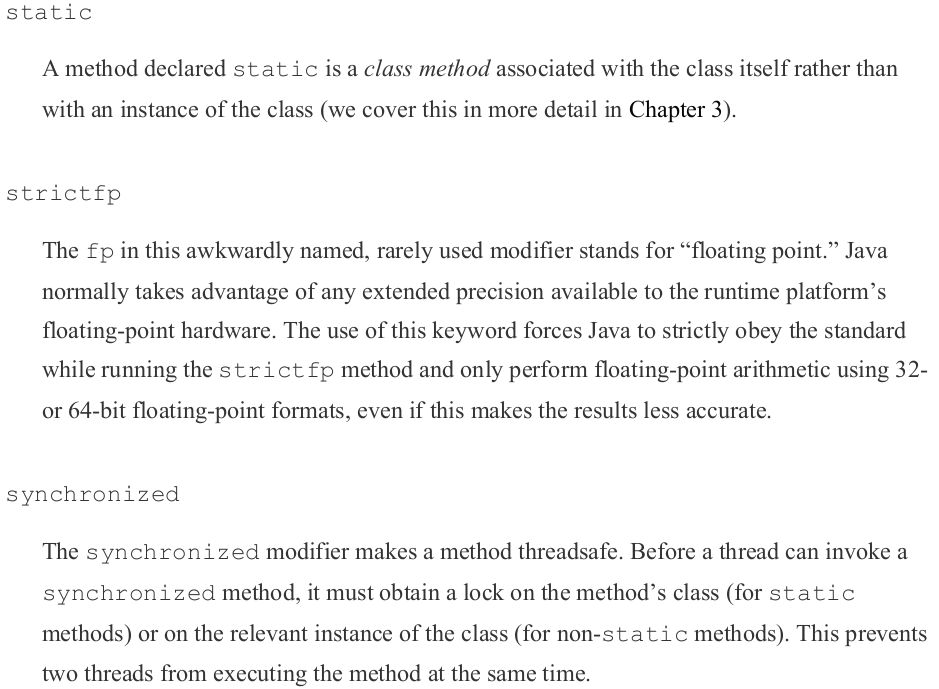 static
A method declared static is a class method associated with the class itself rather than
with an instance of the class (we cover this in more detail in Chapter 3).
strictfp
The fp in this awkwardly named, rarely used modifier stands for “floating point.” Java
normally takes advantage of any extended precision available to the runtime platform’s
floating-point hardware. The use of this keyword forces Java to strictly obey the standard
while running the strictfp method and only perform floating-point arithmetic using 32-
or 64-bit floating-point formats, even if this makes the results less accurate.
synchronized
The synchronized modifier makes a method threadsafe. Before a thread can invoke a
synchronized method, it must obtain a lock on the method’s class (for static
methods) or on the relevant instance of the class (for non-static methods). This prevents
two threads from executing the method at the same time.